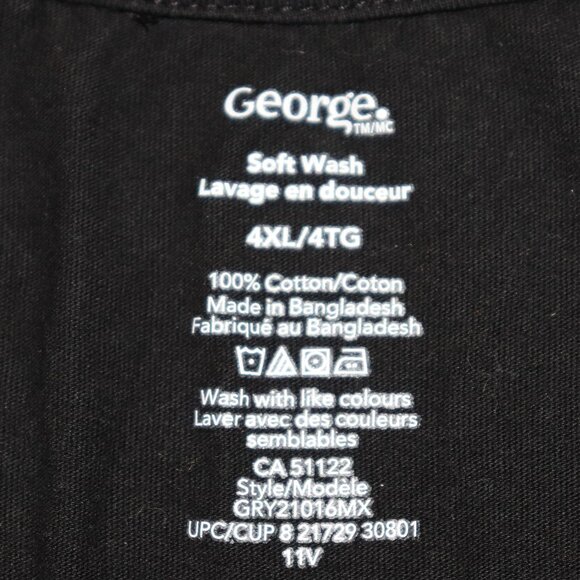 George.
TM/MC
Soft Wash
Lavage en douceur
4XL/4TG
100% Cotton/Coton
Made in Bangladesh
Fabriqué au Bangladesh
Wash with like colours
Laver avec des couleurs
semblables
CA 51122
Style/Modèle
GRY21016MX
UPC/CUP 8 21729 30801
11V